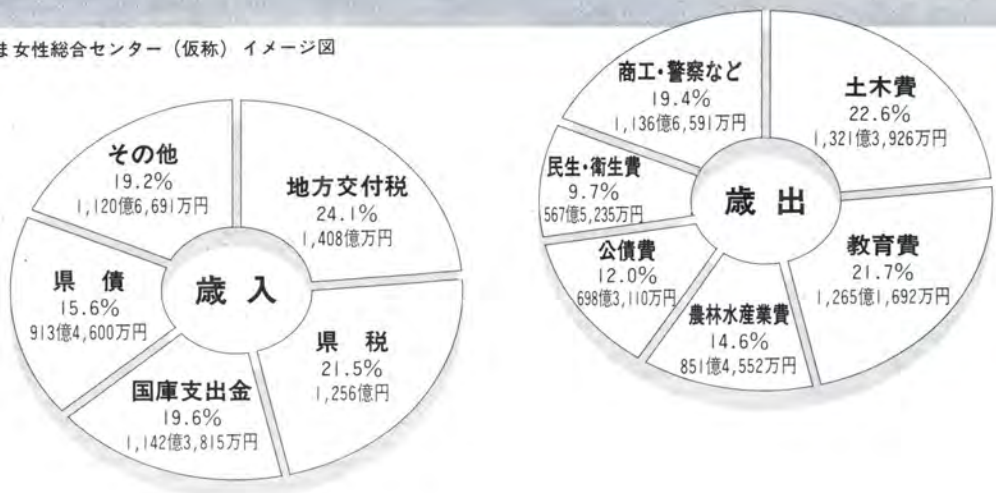 ま女性総合センター（仮称）イメージ図
歳入
地方交付税
24.1%
1,408億万円
県税
21.5%
1,256億円
国庫支出金
19.6%
1,142億3,815万円
県債
15.6%
913億4,600万円
その他
19.2%
1,120億6,691万円
歳出
土木費
22.6%
1,321億3,926万円
教育費
21.7%
1,265億1,692万円
農林水産業費
14.6%
851億4,552万円
公債費
12.0%
698億3,110万円
民生・衛生費
9.7%
567億5,235万円
商工・警察など
19.4%
1,136億6,591万円